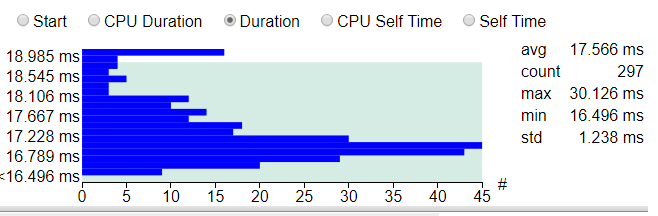 Start CPU Duration Duration CPU Self Time Self Time
18.985 ms
18.545 ms
18.106 ms
17.667 ms
17.228 ms
16.789 ms
<16.496 ms
0 5 10 15 20 25 30 35 40 45 #
avg 17.566 ms
count 297
max 30.126 ms
min 16.496 ms
std 1.238 ms